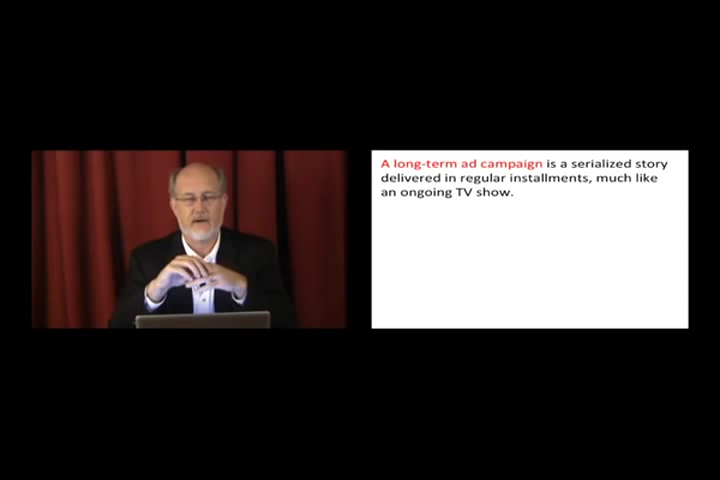 A long-term ad campaign is a serialized story
delivered in regular installments, much like
an ongoing TV show.